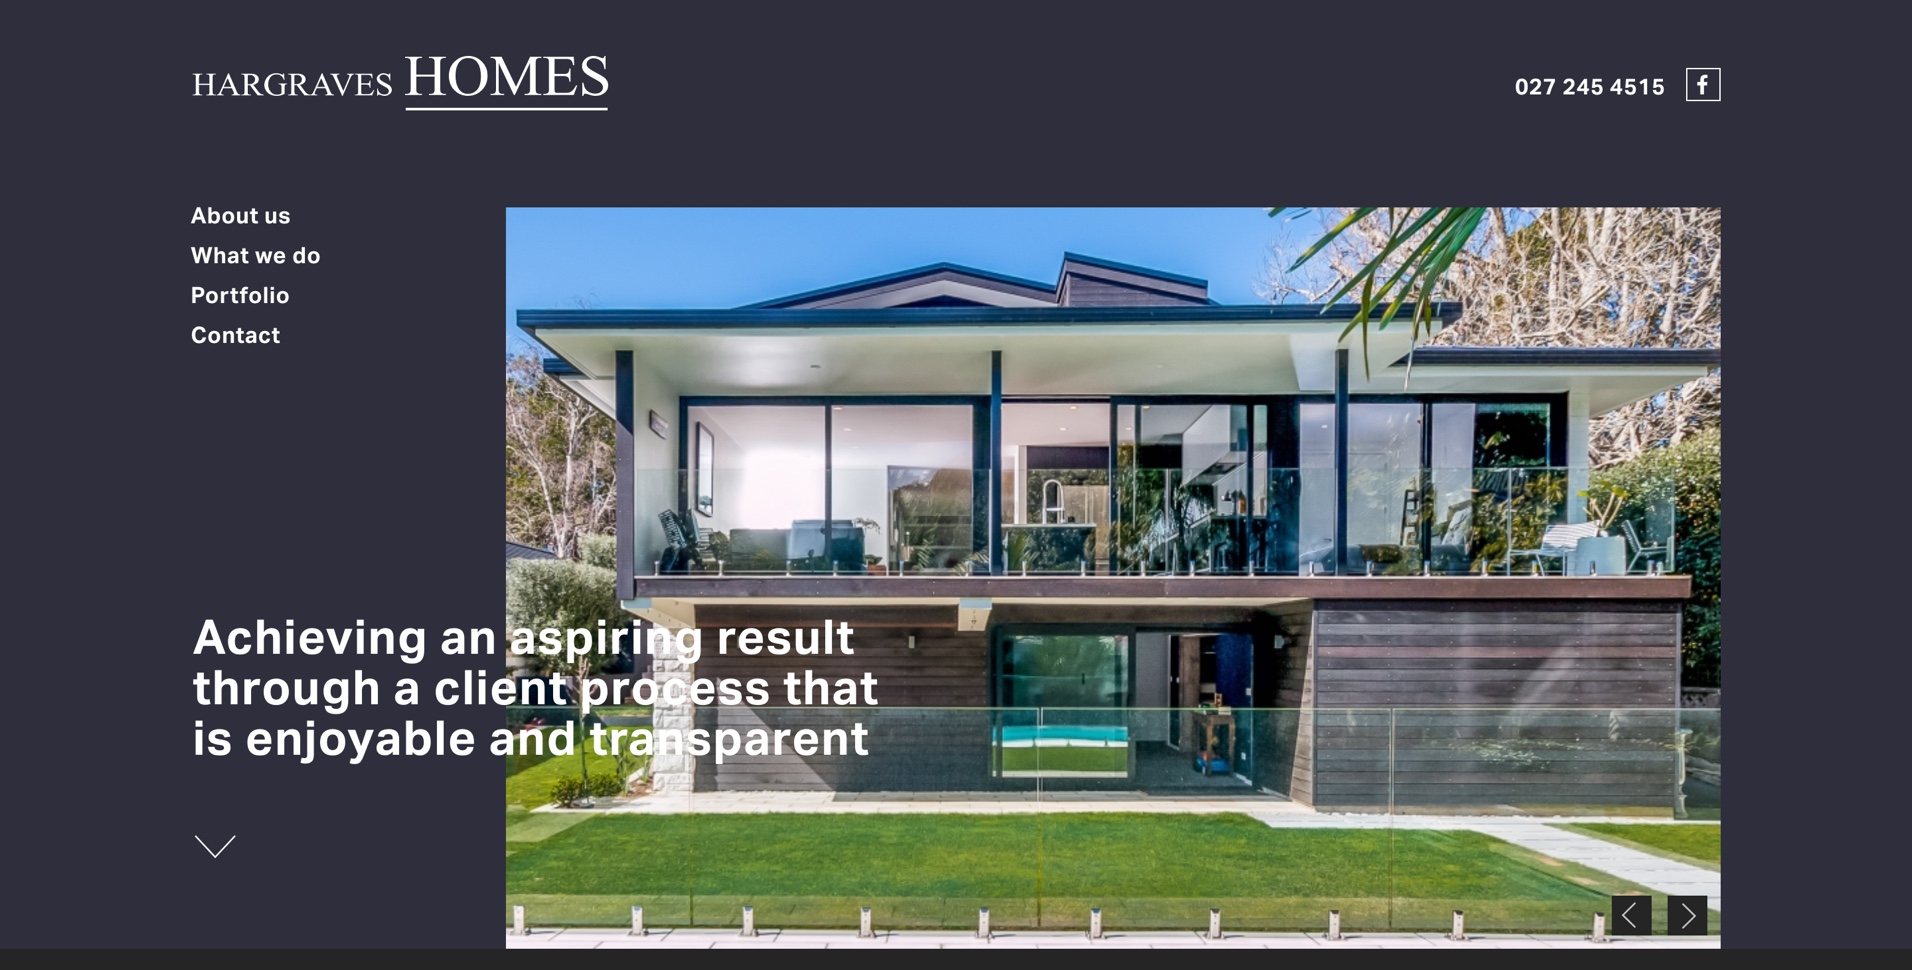 HARGRAVES HOMES
027 245 4515
f
About us
What we do
Portfolio
Contact
Achieving an aspiring result
through a client process that
is enjoyable and transparent